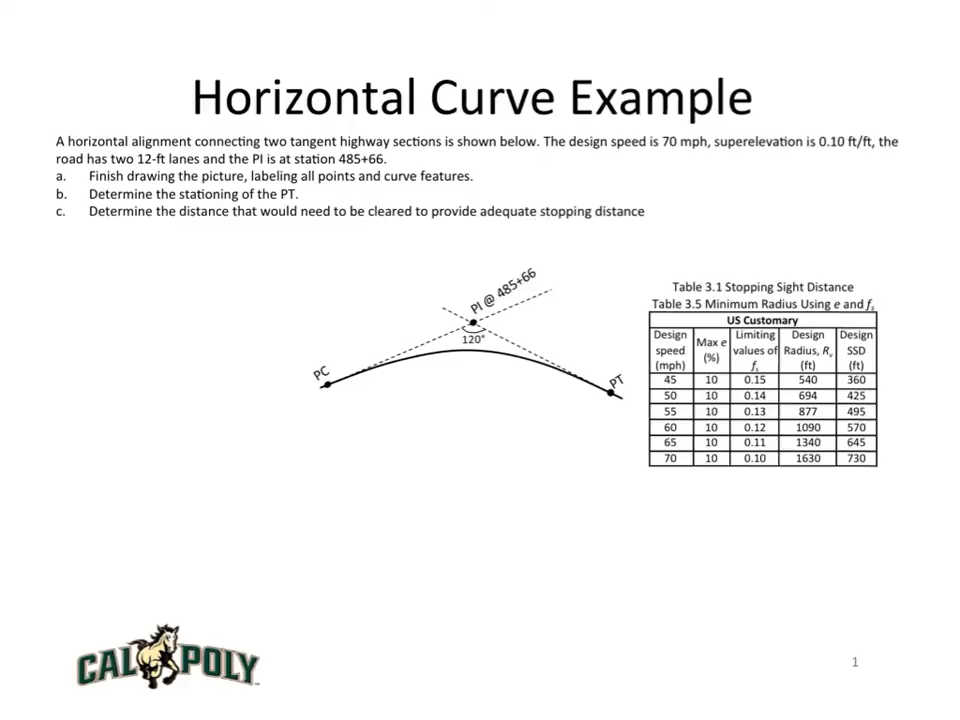 Horizontal Curve Example
A horizontal alignment connecting two tangent highway sections is shown below. The design speed is 70 mph, superelevation is 0.10 ft/ft, the
road has two 12-ft lanes and the PI is at station 485+66.
a. Finish drawing the picture, labeling all points and curve features.
b. Determine the stationing of the PT.
c. Determine the distance that would need to be cleared to provide adequate stopping distance
PI @ 485+66
120°
PC
PT
Table 3.1 Stopping Sight Distance
Table 3.5 Minimum Radius Using e and fs
US Customary
Design speed (mph) Max e (%) Limiting values of fs Design Radius, Rv (ft) Design SSD (ft)
45 10 0.15 540 360
50 10 0.14 694 425
55 10 0.13 877 495
60 10 0.12 1090 570
65 10 0.11 1340 645
70 10 0.10 1630 730
CAL POLY
1